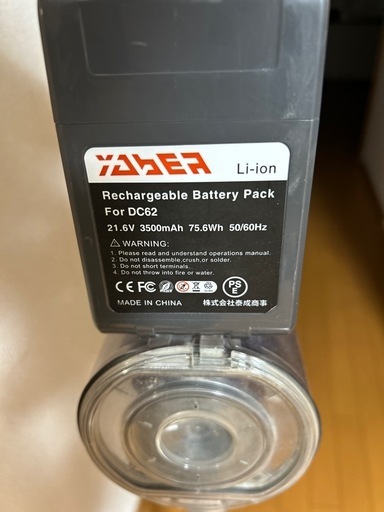 YABER
Li-ion
Rechargeable Battery Pack
For DC62
21.6V 3500mAh 75.6Wh 50/60Hz
⚠ WARNING:
1. Please read and understand operations manual.
2. Do not disassemble,crush, or solder.
3. Do not short terminals.
4. Do not throw into fire or water.
CE FC PSE
MADE IN CHINA
株式会社泰成商事